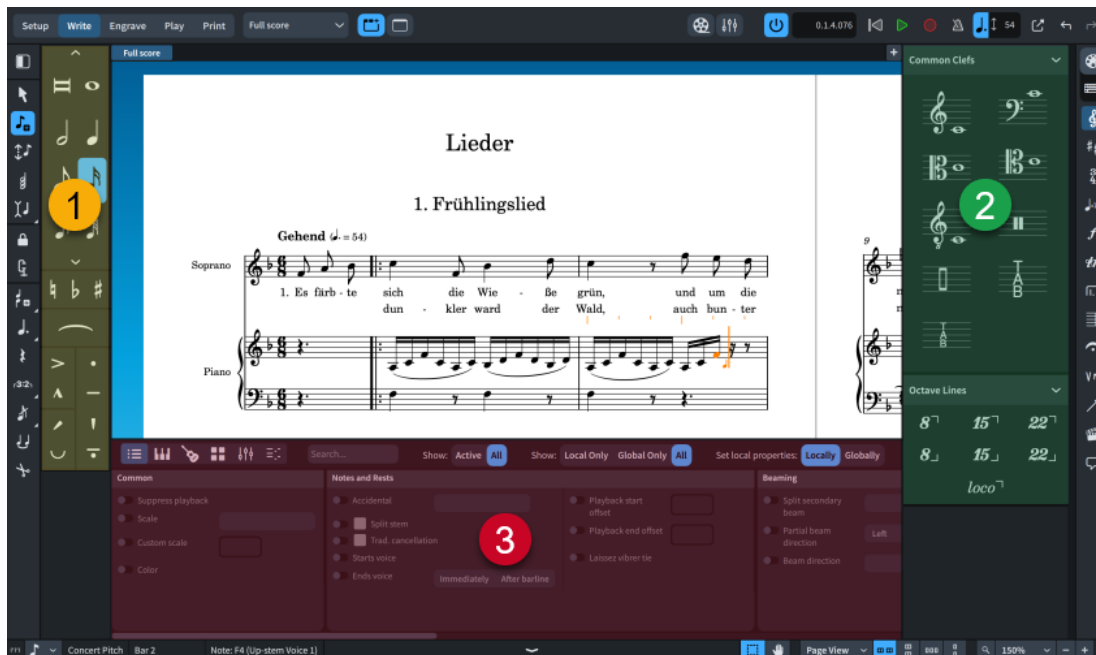 Setup Write Engrave Play Print Full score 0.1.4.076 54
Full score
Common Clefs
1
2
Lieder
1. Frühlingslied
Gehend (♩. = 54)
9
Soprano
1. Es färb - te sich die Wie - ße grün, und um die
dun - kler ward der Wald, auch bun - ter
Piano
Octave Lines
8 15 22
8 15 22
loco
Search... Show: Active All Show: Local Only Global Only All Set local properties: Locally Globally
Common Notes and Rests Beaming
Suppress playback Accidental Playback start offset Split secondary beam
Scale Split stem
3
Custom scale Trad. cancellation Playback end offset Partial beam direction Left
Starts voice Laissez vibrer tie Beam direction
Color Ends voice Immediately After barline
Concert Pitch Bar 2 Note: F4 (Up-stem Voice 1) Page View 150%